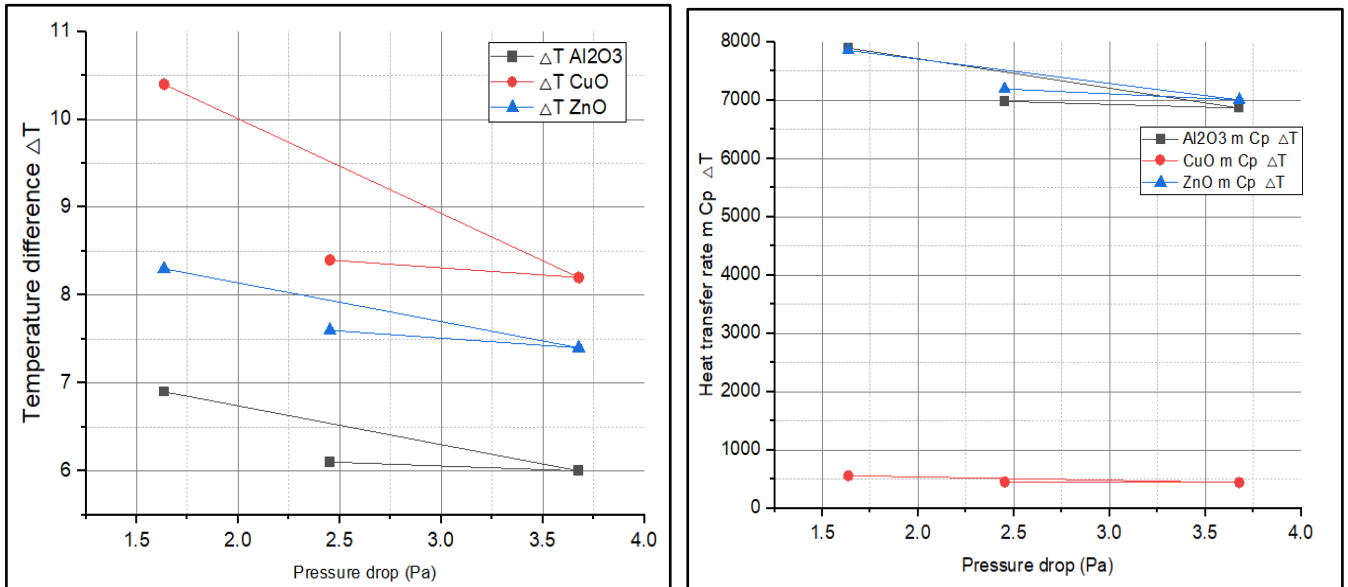 11
10
9
8
7
6
Temperature difference △T
△T Al2O3
△T CuO
△T ZnO
1.5 2.0 2.5 3.0 3.5 4.0
Pressure drop (Pa)
8000
7000
6000
5000
4000
3000
2000
1000
0
Heat transfer rate m Cp △T
Al2O3 m Cp △T
CuO m Cp △T
ZnO m Cp △T
1.5 2.0 2.5 3.0 3.5 4.0
Pressure drop (Pa)